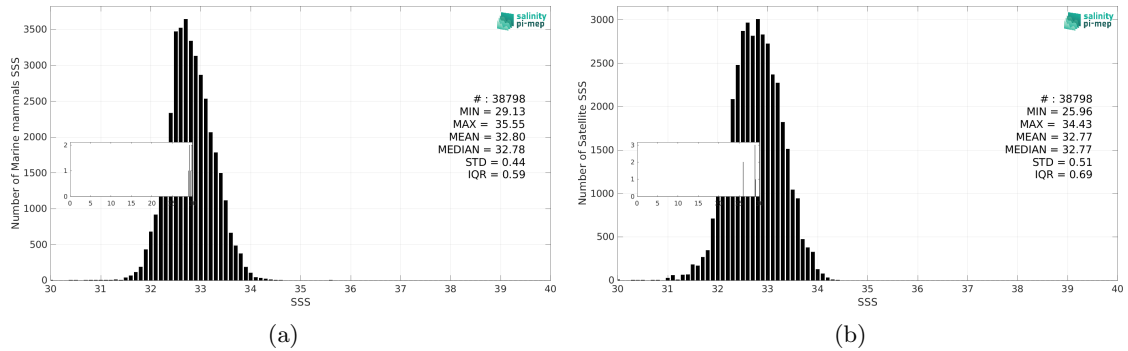 salinity
pi-mep
Number of Marine mammals SSS
3500
3000
2500
2000
1500
1000
500
0
# : 38798
MIN = 29.13
MAX = 35.55
MEAN = 32.80
MEDIAN = 32.78
STD = 0.44
IQR = 0.59
2
1
0
0 5 10 15 20
30 31 32 33 34 35 36 37 38 39 40
SSS
(a)
salinity
pi-mep
Number of Satellite SSS
3000
2500
2000
1500
1000
500
0
# : 38798
MIN = 25.96
MAX = 34.43
MEAN = 32.77
MEDIAN = 32.77
STD = 0.51
IQR = 0.69
3
2
1
0
0 5 10 15 20
30 31 32 33 34 35 36 37 38 39 40
SSS
(b)